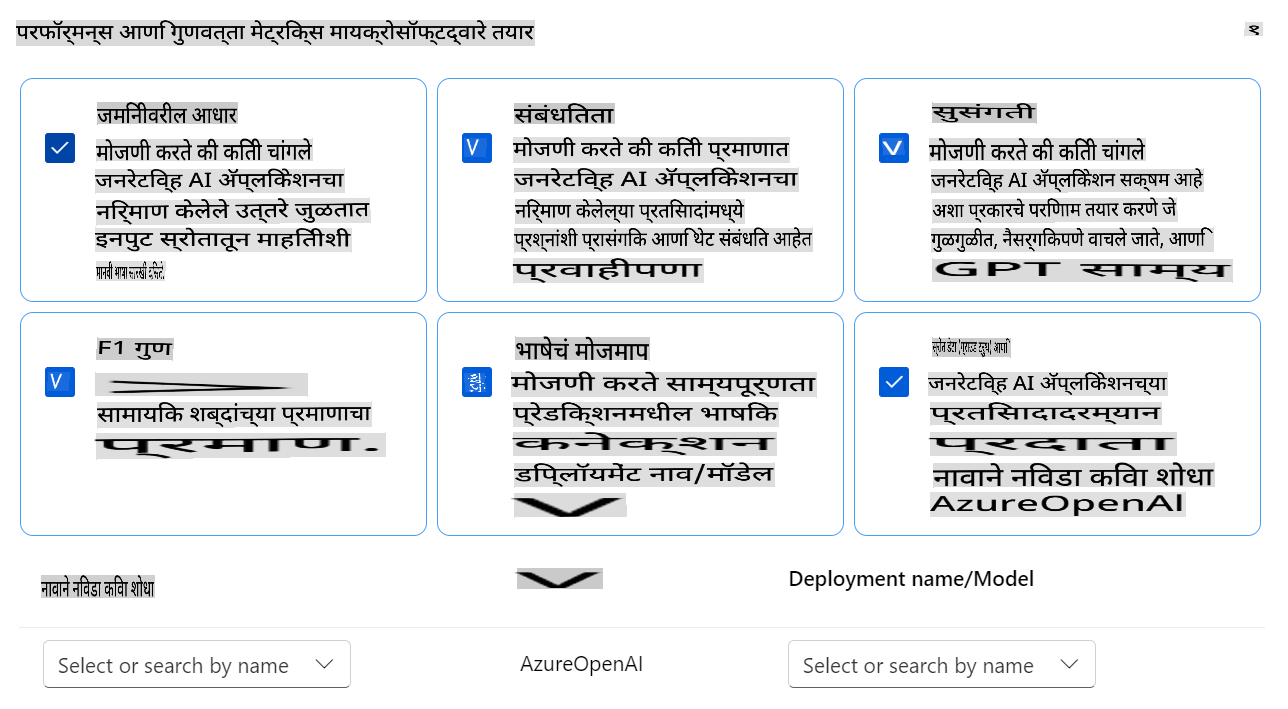 परफॉर्मन्स आणि गुणवत्ता मेट्रिक्स मायक्रोसॉफ्टद्वारे तयार
जमिनीवरील आधार
मोजणी करते की किती चांगले
जनरेटिव्ह AI ॲप्लिकेशनचा
निर्माण केलेले उत्तरे जुळतात
इनपुट स्रोतातून माहितीशी
संबंधितता
मोजणी करते की किती प्रमाणात
जनरेटिव्ह AI ॲप्लिकेशनचा
निर्माण केलेल्या प्रतिसादांमध्ये
प्रश्नांशी प्रासंगिक आणि थेट संबंधित आहेत
प्रवाहीपणा
सुसंगती
मोजणी करते की किती चांगले
जनरेटिव्ह AI ॲप्लिकेशन सक्षम आहे
अशा प्रकारचे परिणाम तयार करणे जे
गुळगुळीत, नैसर्गिकपणे वाचले जाते, आणि
GPT साम्य
F1 गुण
सामायिक शब्दांच्या प्रमाणाचा
प्रमाण.
भाषेचं मोजमाप
मोजणी करते साम्यपूर्णता
प्रेडिक्शनमधील भाषिक
कनेक्शन
डिप्लॉयमेंट नाव/मॉडेल
जनरेटिव्ह AI ॲप्लिकेशनच्या
प्रतिसादादरम्यान
प्रदाता
नावाने निवडा किंवा शोधा
AzureOpenAI
नावाने निवडा किंवा शोधा
Deployment name/Model
Select or search by name
AzureOpenAI
Select or search by name